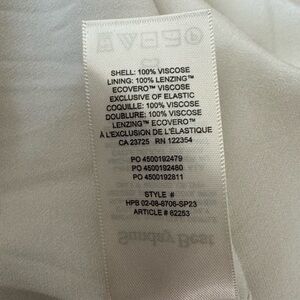 SHELL: 100% VISCOSE
LINING: 100% LENZING™
ECOVERO™ VISCOSE
EXCLUSIVE OF ELASTIC
COQUILLE: 100% VISCOSE
DOUBLURE: 100% VISCOSE
LENZING™ ECOVERO™
À L'EXCLUSION DE L'ÉLASTIQUE
CA 23725 RN 122354
PO 4500192479
PO 4500192480
PO 4500192811
STYLE #
HPB 02-08-8706-SP23
ARTICLE # 62253
Sunday Best